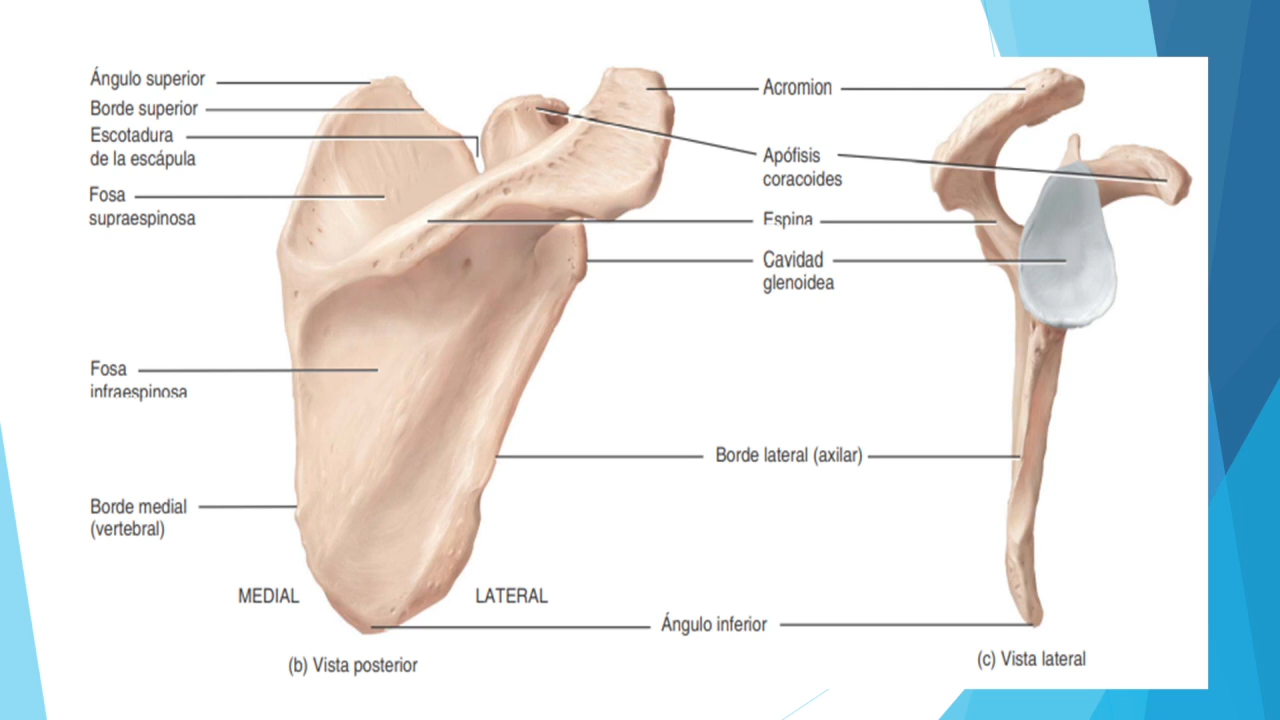 Ángulo superior
Borde superior
Escotadura
de la escápula
Fosa
supraespinosa
Fosa
infraespinosa
Borde medial
(vertebral)
MEDIAL
LATERAL
(b) Vista posterior
Acromion
Apófisis
coracoides
Espina
Cavidad
glenoidea
Borde lateral (axilar)
Ángulo inferior
(c) Vista lateral